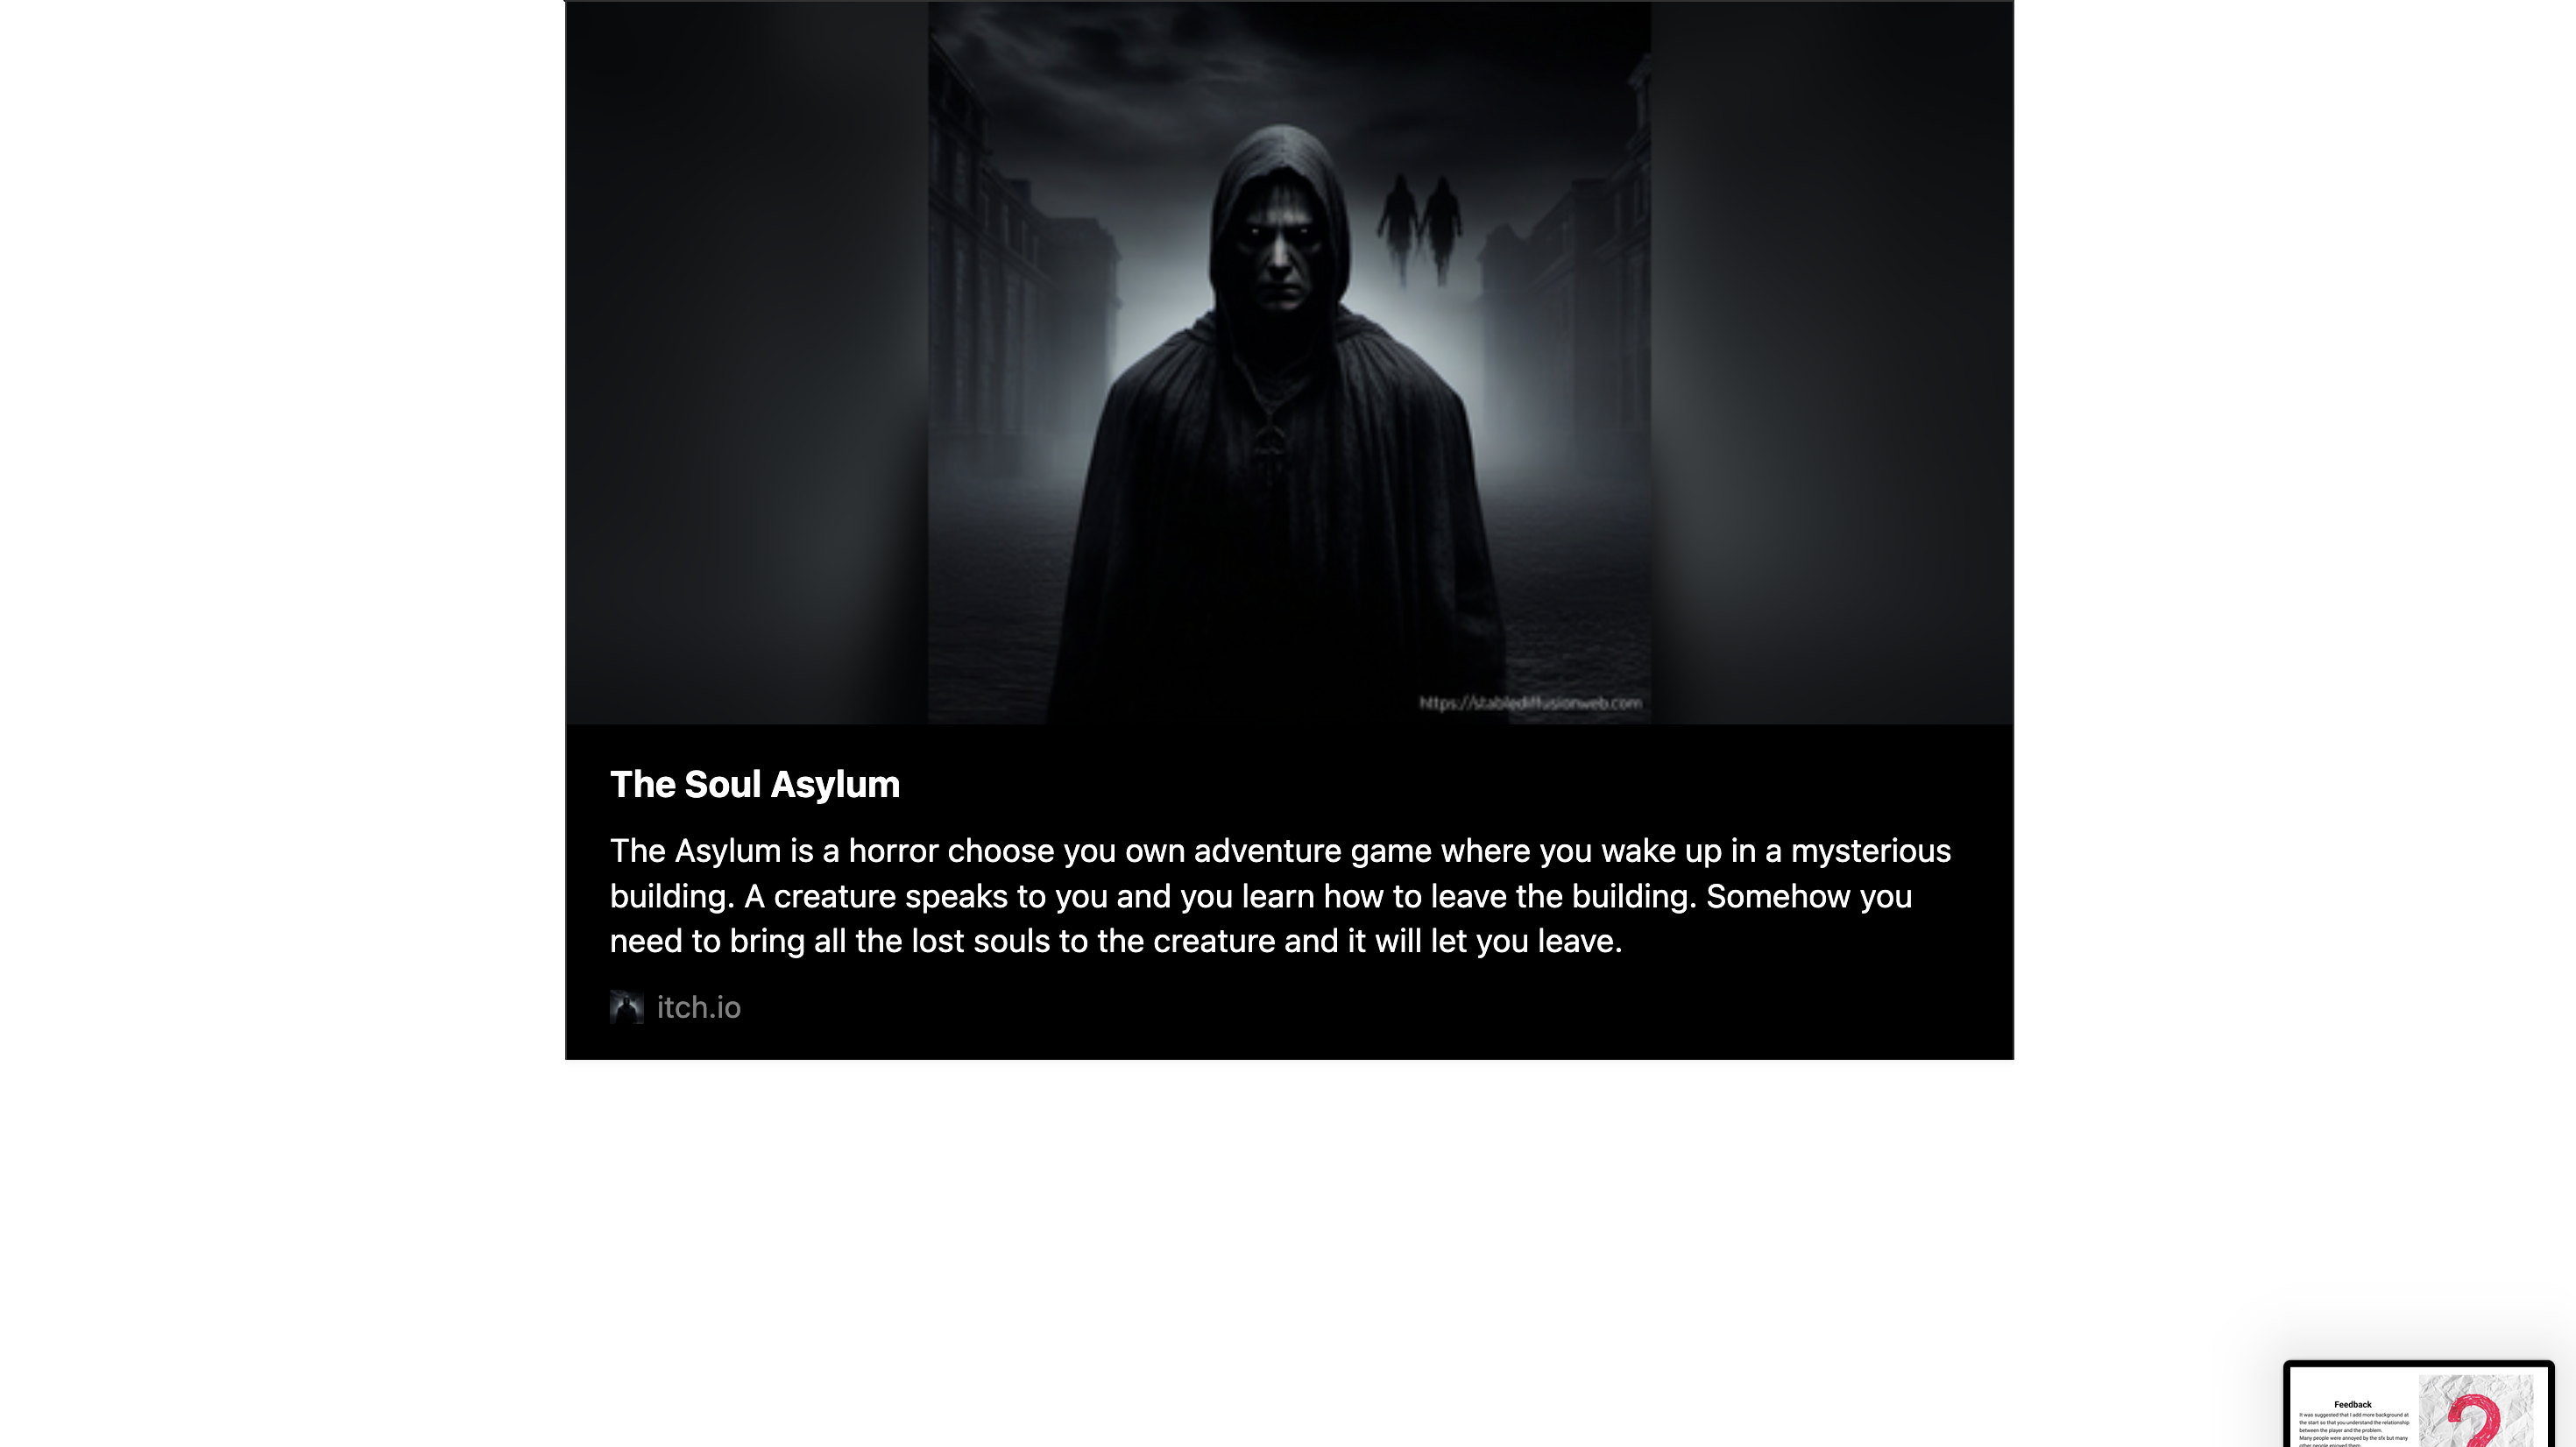 https://stablediffusionweb.com
The Soul Asylum
The Asylum is a horror choose you own adventure game where you wake up in a mysterious
building. A creature speaks to you and you learn how to leave the building. Somehow you
need to bring all the lost souls to the creature and it will let you leave.
itch.io
Feedback
It was suggested that I add more background at
the start so that you understand the relationship
between the player and the problem.
Many people were annoyed by the sfx but many
other people enjoyed them.